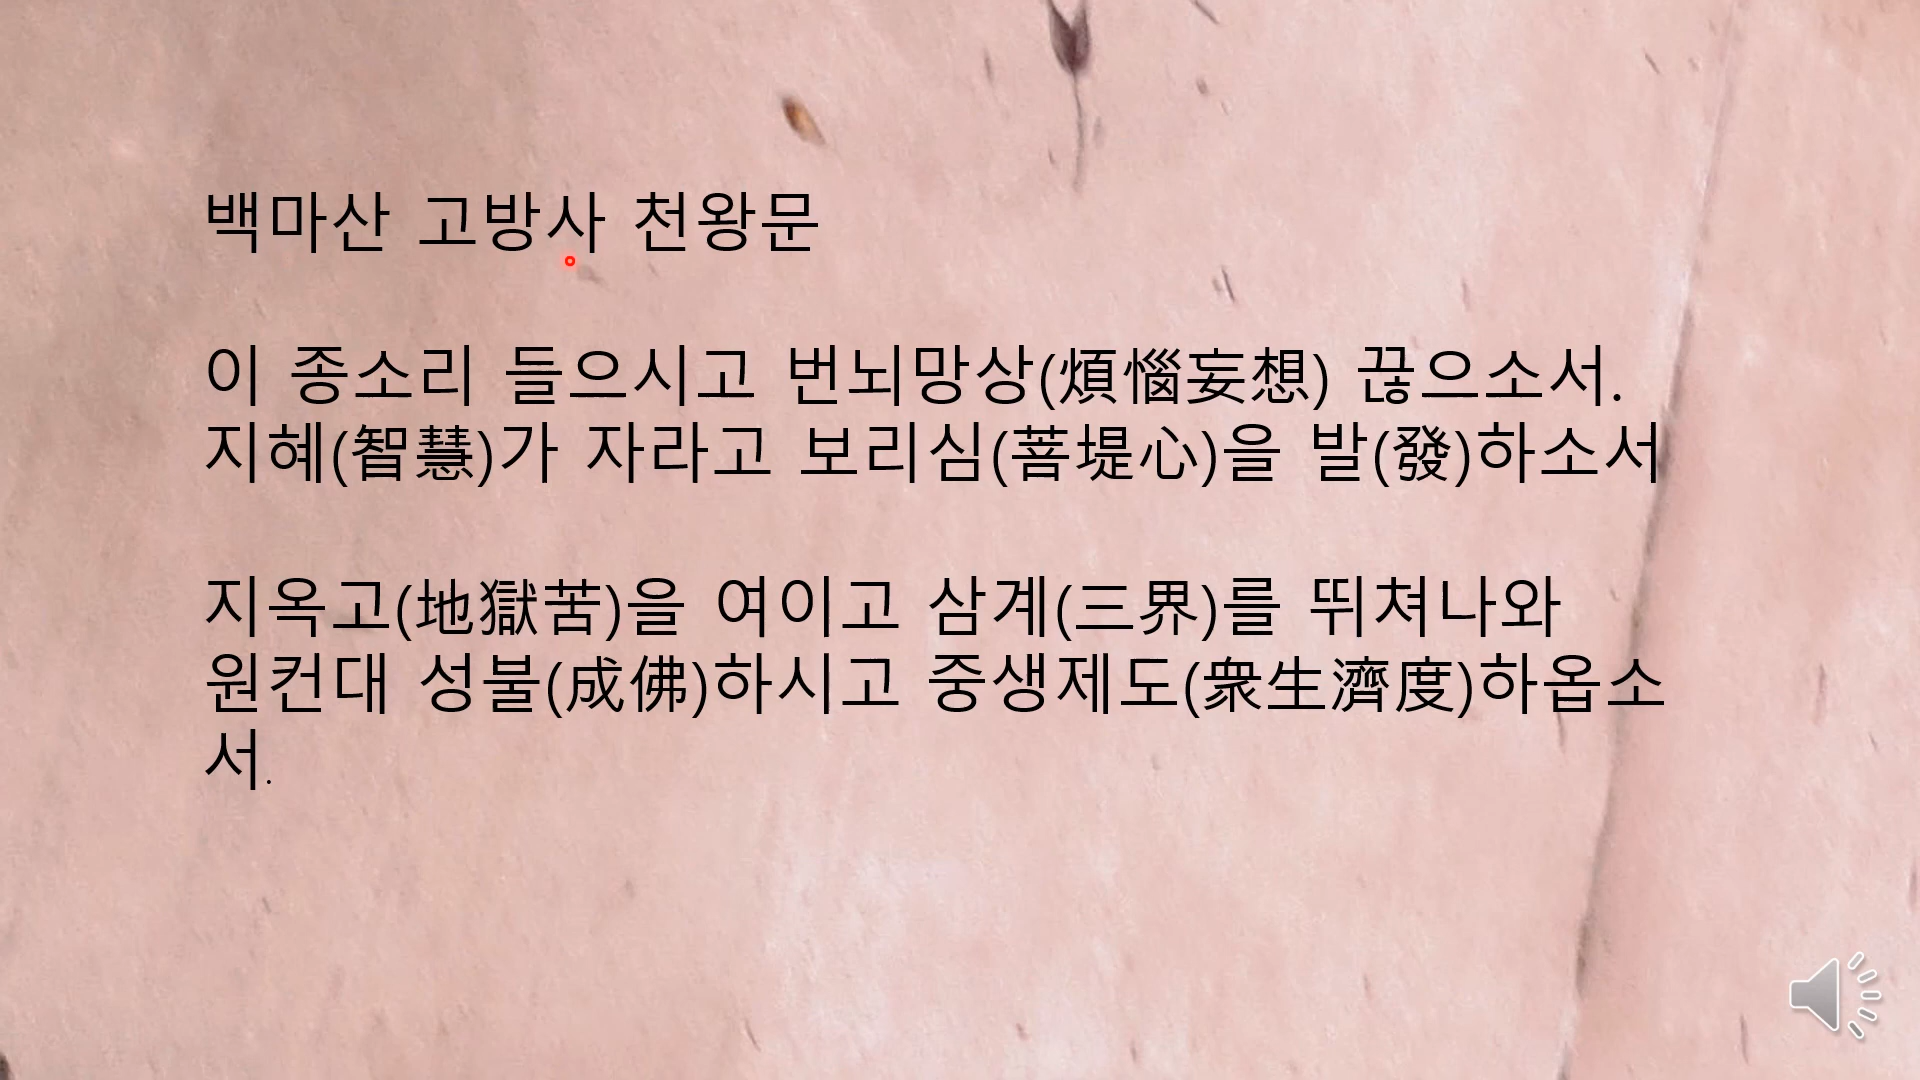 백마산 고방사 천왕문
이 종소리 들으시고 번뇌망상(煩惱妄想) 끊으소서.
지혜(智慧)가 자라고 보리심(菩堤心)을 발(發)하소서
지옥고(地獄苦)을 여이고 삼계(三界)를 뛰쳐나와
원컨대 성불(成佛)하시고 중생제도(衆生濟度)하옵소
서.